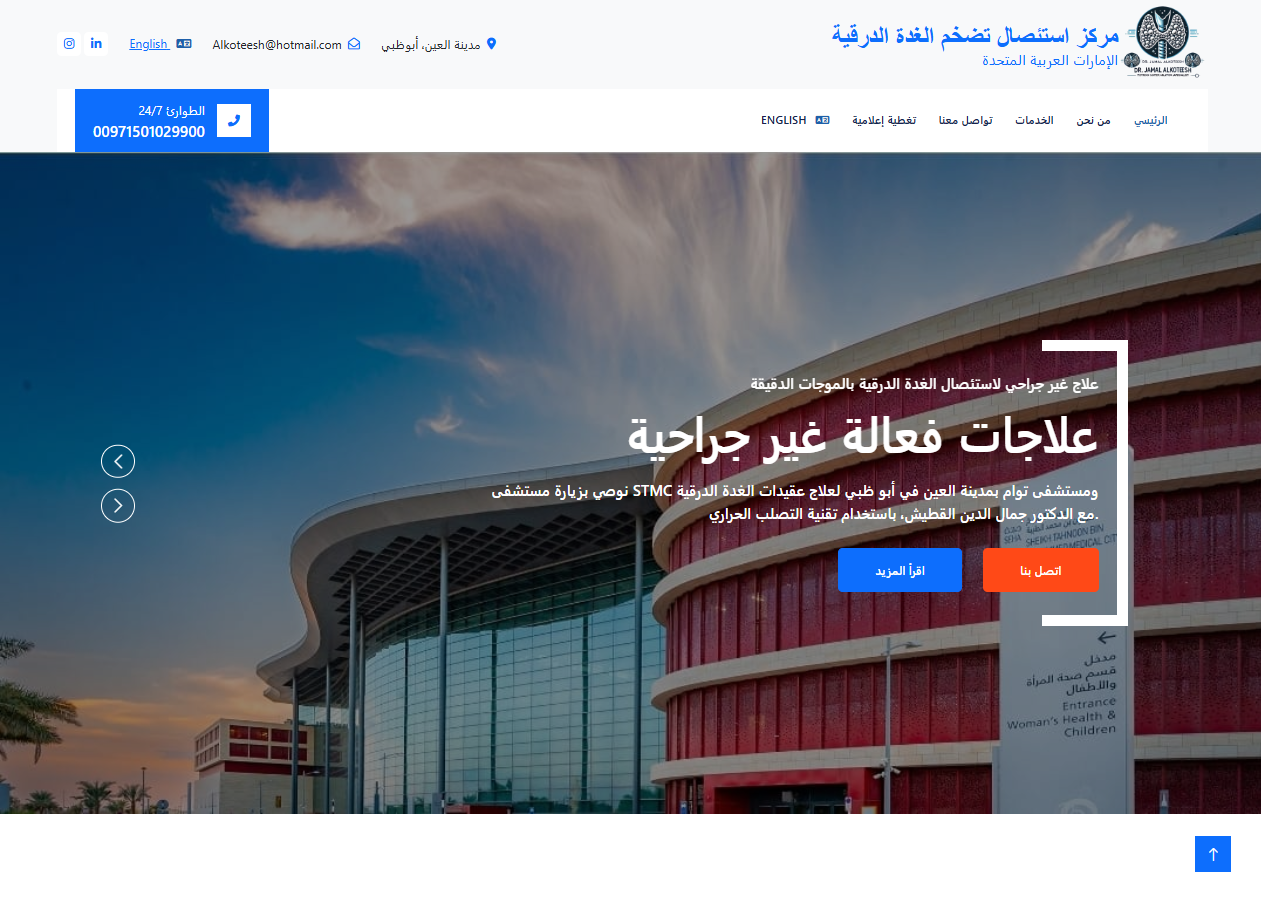 مركز استئصال تضخم الغدة الدرقية
الإمارات العربية المتحدة
DR. JAMAL ALKOTEESH
مدينة العين، أبوظبي
Alkoteesh@hotmail.com
English
الرئيسي
من نحن
الخدمات
تواصل معنا
تغطية إعلامية
ENGLISH
الطوارئ 24/7
00971501029900
علاج غير جراحي لاستئصال الغدة الدرقية بالموجات الدقيقة
علاجات فعالة غير جراحية
ومستشفى توام بمدينة العين في أبو ظبي لعلاج عقيدات الغدة الدرقية STMC نوصي بزيارة مستشفى
.مع الدكتور جمال الدين القطيش، باستخدام تقنية التصلب الحراري
SEHA
SHEIKH TAHNOON BIN
MEDICAL CITY
اتصل بنا
اقرأ المزيد
مدخل
قسم صحة المرأة
والأطفال
Entrance
Woman's Health &
Children